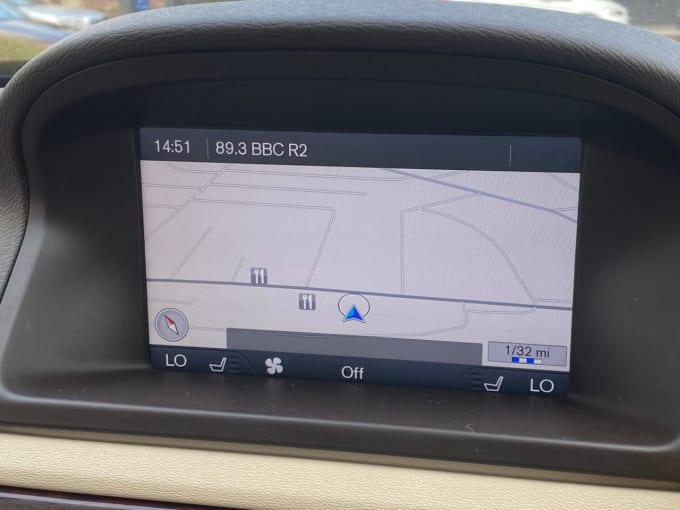 14:51 89.3 BBC R2
1/32 mi
LO Off LO